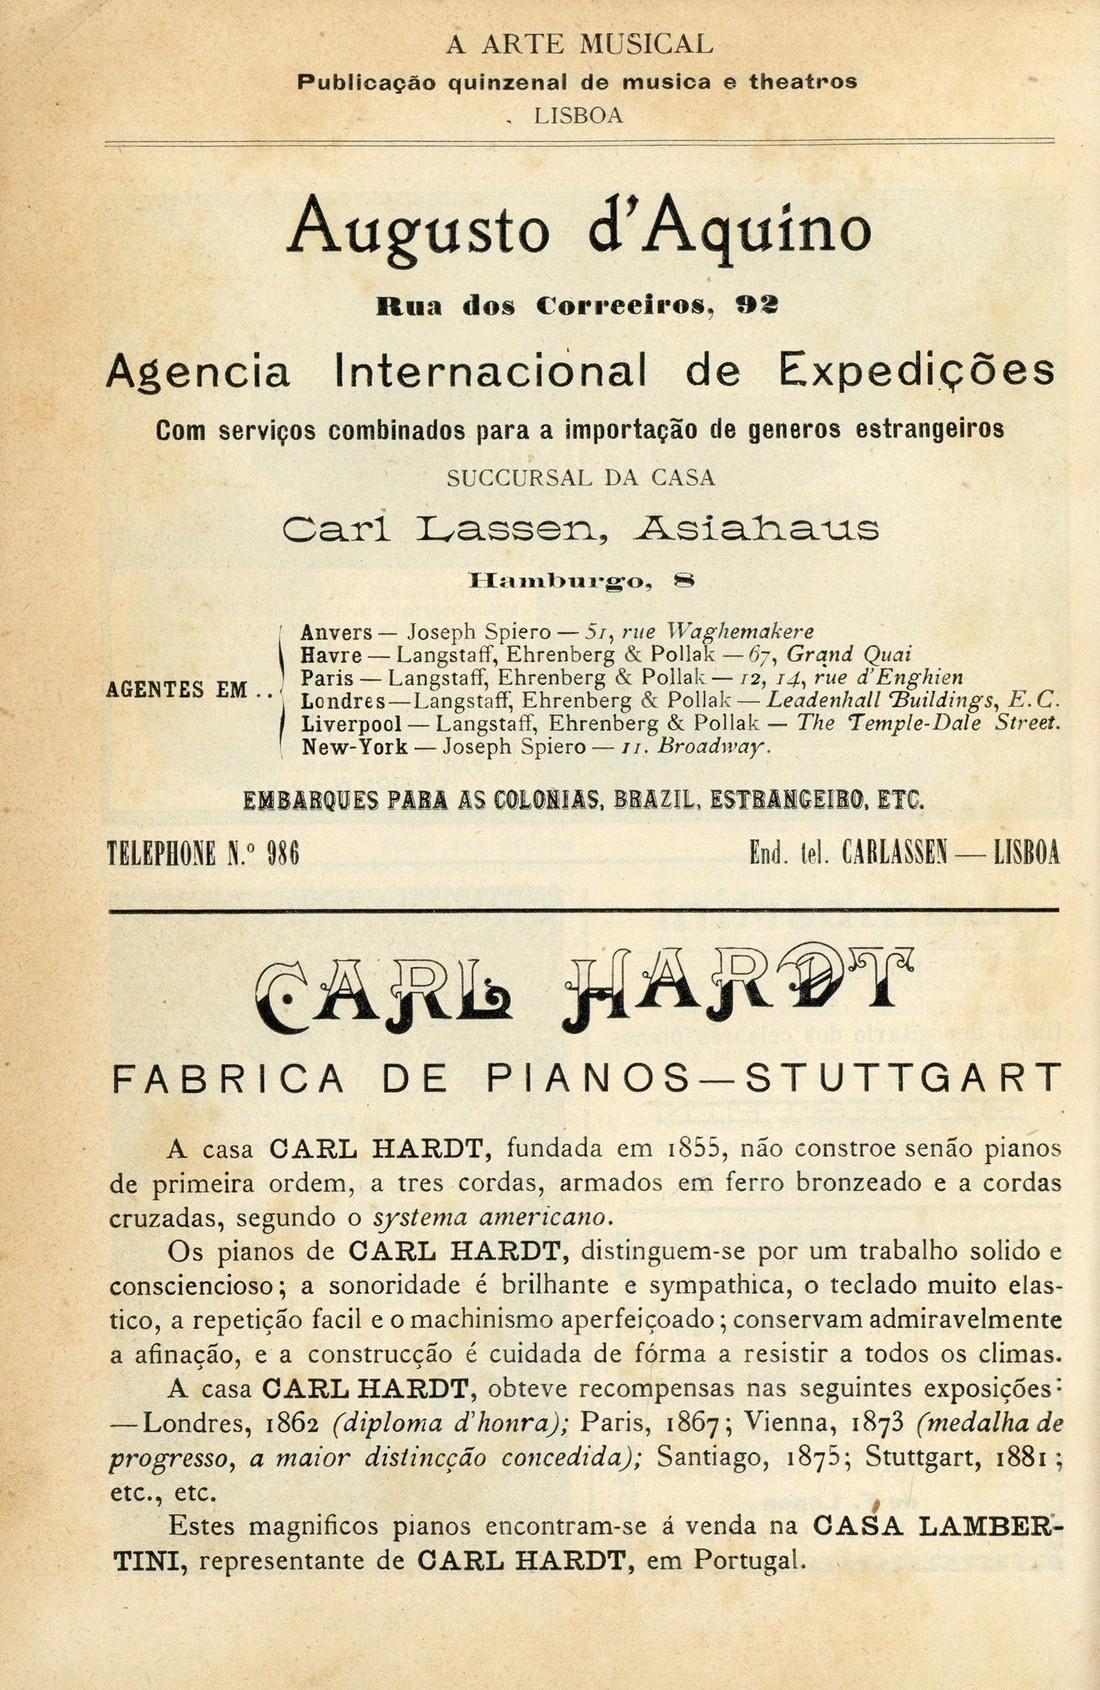 A ARTE MUSICAL
Publicação quinzenal de musica e theatros
LISBOA
Augusto d'Aquino
Rua dos Correeiros, 92
Agencia Internacional de Expedições
Com serviços combinados para a importação de generos estrangeiros
SUCCURSAL DA CASA
Carl Lassen, Asiahaus
Hamburgo, 8
AGENTES EM ..
Anvers — Joseph Spiero — 51, rue Waghemakere
Havre — Langstaff, Ehrenberg & Pollak — 67, Grand Quai
Paris — Langstaff, Ehrenberg & Pollak — 12, 14, rue d'Enghien
Londres — Langstaff, Ehrenberg & Pollak — Leadenhall Buildings, E. C.
Liverpool — Langstaff, Ehrenberg & Pollak — The Temple-Dale Street.
New-York — Joseph Spiero — 11. Broadway.
EMBARQUES PARA AS COLONIAS, BRAZIL, ESTRANGEIRO, ETC.
TELEPHONE N.º 986 End. tel. CARLASSEN — LISBOA
CARL HARDT
FABRICA DE PIANOS — STUTTGART
A casa CARL HARDT, fundada em 1855, não constroe senão pianos
de primeira ordem, a tres cordas, armados em ferro bronzeado e a cordas
cruzadas, segundo o systema americano.
Os pianos de CARL HARDT, distinguem-se por um trabalho solido e
consciencioso; a sonoridade é brilhante e sympathica, o teclado muito elas-
tico, a repetição facil e o machinismo aperfeiçoado; conservam admiravelmente
a afinação, e a construcção é cuidada de fórma a resistir a todos os climas.
A casa CARL HARDT, obteve recompensas nas seguintes exposições:
— Londres, 1862 (diploma d'honra); Paris, 1867; Vienna, 1873 (medalha de
progresso, a maior distincção concedida); Santiago, 1875; Stuttgart, 1881;
etc., etc.
Estes magnificos pianos encontram-se á venda na CASA LAMBER-
TINI, representante de CARL HARDT, em Portugal.